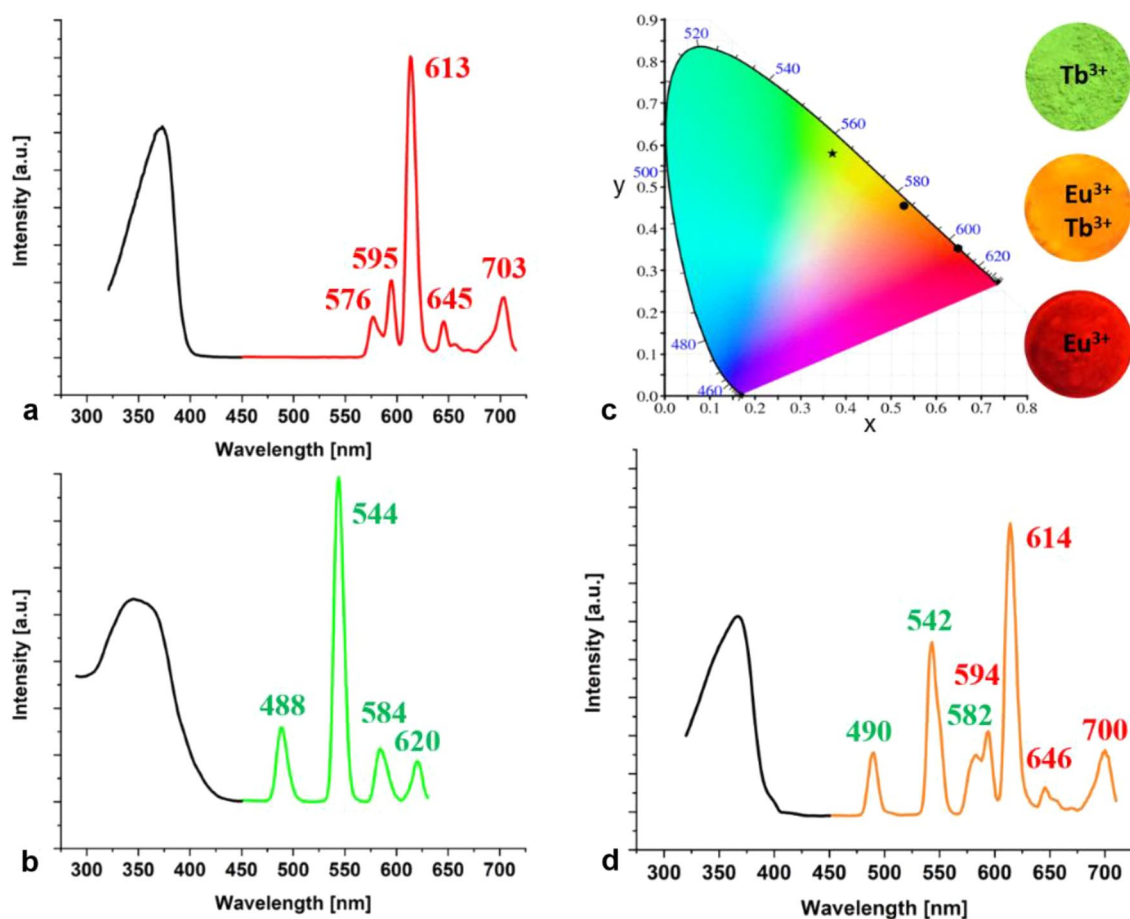 Intensity [a.u.]
613
595
703
576
645
300 350 400 450 500 550 600 650 700
Wavelength [nm]
a
0.9
0.8
0.7
0.6
0.5
0.4
0.3
0.2
0.1
0.0
y
520
540
560
500
580
600
620
480
460
0.0 0.1 0.2 0.3 0.4 0.5 0.6 0.7 0.8
x
c
Tb³⁺
Eu³⁺
Tb³⁺
Eu³⁺
Intensity [a.u.]
544
488
584
620
300 350 400 450 500 550 600 650 700
Wavelength [nm]
b
Intensity [a.u.]
614
542
594
582
490
700
646
300 350 400 450 500 550 600 650 700
Wavelength [nm]
d